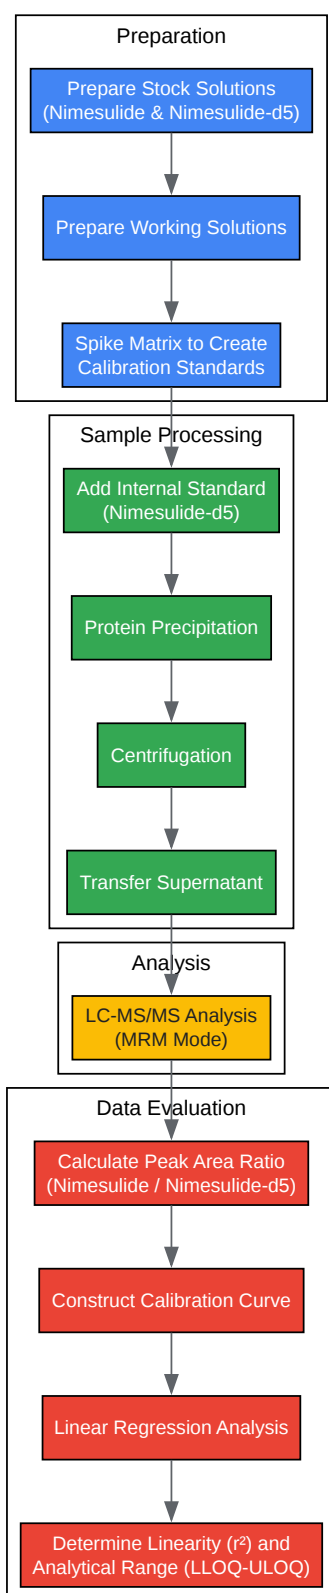 Preparation
Prepare Stock Solutions
(Nimesulide & Nimesulide-d5)
Prepare Working Solutions
Spike Matrix to Create
Calibration Standards
Sample Processing
Add Internal Standard
(Nimesulide-d5)
Protein Precipitation
Centrifugation
Transfer Supernatant
Analysis
LC-MS/MS Analysis
(MRM Mode)
Data Evaluation
Calculate Peak Area Ratio
(Nimesulide / Nimesulide-d5)
Construct Calibration Curve
Linear Regression Analysis
Determine Linearity (r²) and
Analytical Range (LLOQ-ULOQ)